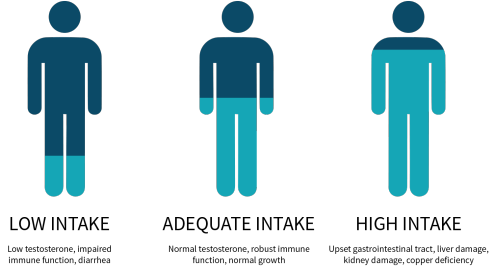 LOW INTAKE
Low testosterone, impaired
immune function, diarrhea
ADEQUATE INTAKE
Normal testosterone, robust immune
function, normal growth
HIGH INTAKE
Upset gastrointestinal tract, liver damage,
kidney damage, copper deficiency